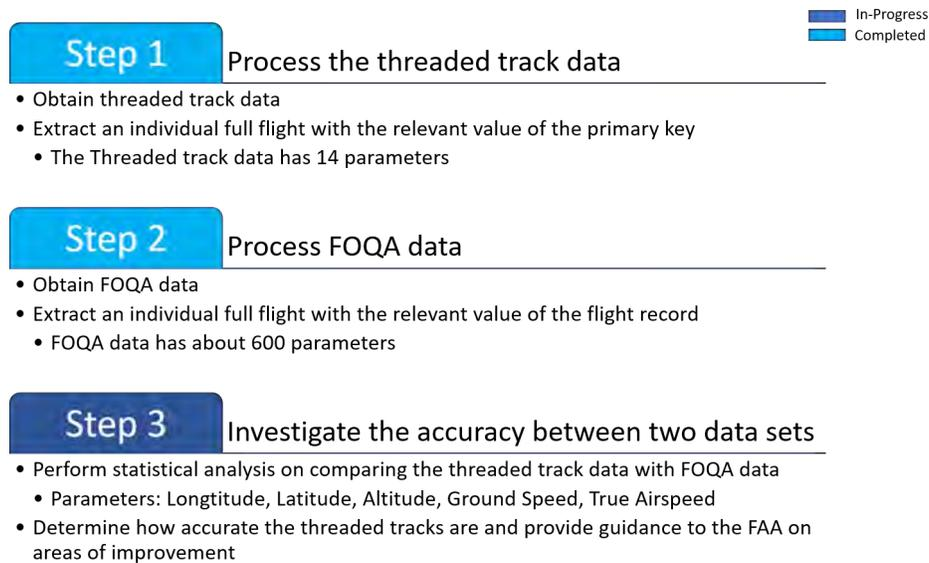 In-Progress
Completed
Step 1
Process the threaded track data
• Obtain threaded track data
• Extract an individual full flight with the relevant value of the primary key
• The Threaded track data has 14 parameters
Step 2
Process FOQA data
• Obtain FOQA data
• Extract an individual full flight with the relevant value of the flight record
• FOQA data has about 600 parameters
Step 3
Investigate the accuracy between two data sets
• Perform statistical analysis on comparing the threaded track data with FOQA data
• Parameters: Longtitude, Latitude, Altitude, Ground Speed, True Airspeed
• Determine how accurate the threaded tracks are and provide guidance to the FAA on
areas of improvement